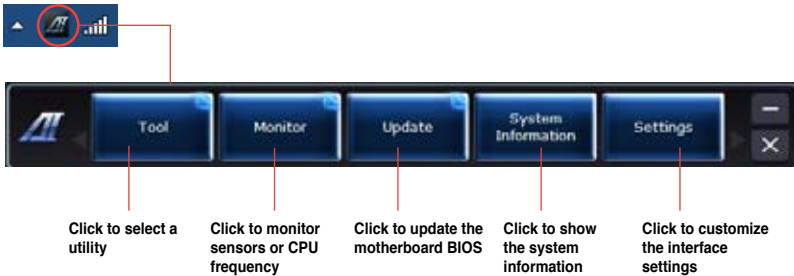 Tool
Monitor
Update
System
Information
Settings
Click to select a
utility
Click to monitor
sensors or CPU
frequency
Click to update the
motherboard BIOS
Click to show
the system
information
Click to customize
the interface
settings